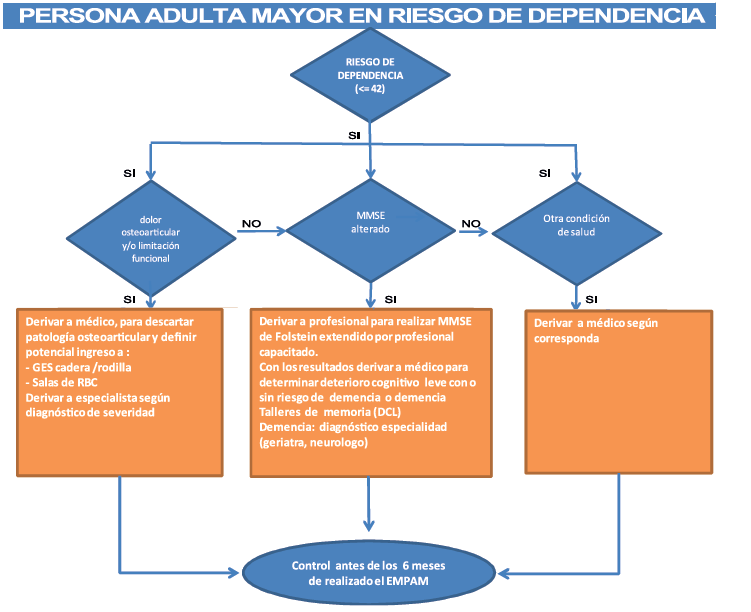 PERSONA ADULTA MAYOR EN RIESGO DE DEPENDENCIA
RIESGO DE
DEPENDENCIA
(<= 42)
SI
SI
SI
dolor
osteoarticular
y/o limitación
funcional
NO
MMSE
alterado
NO
Otra condición
de salud
SI
SI
SI
Derivar a médico, para descartar
patología osteoarticular y definir
potencial ingreso a :
- GES cadera /rodilla
- Salas de RBC
Derivar a especialista según
diagnóstico de severidad
Derivar a profesional para realizar MMSE
de Folstein extendido por profesional
capacitado.
Con los resultados derivar a médico para
determinar deterioro cognitivo leve con o
sin riesgo de demencia o demencia
Talleres de memoria (DCL)
Demencia: diagnóstico especialidad
(geriatra, neurologo)
Derivar a médico según
corresponda
Control antes de los 6 meses
de realizado el EMPAM